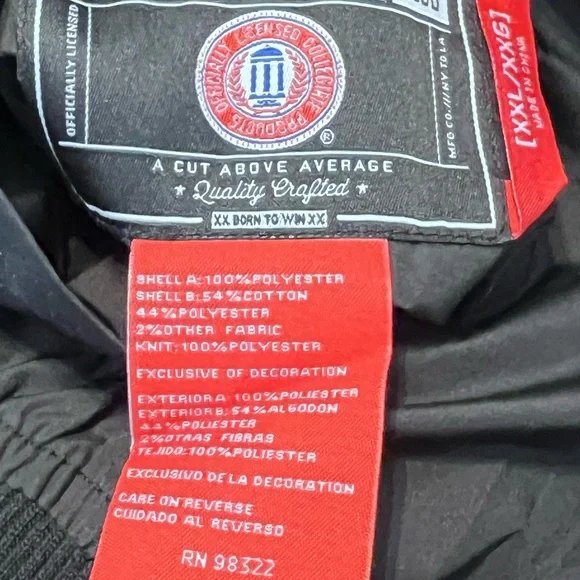 OFFICIALLY LICENSED
OFFICIALLY LICENSED COLLEGIATE PRODUCTS
®
[XXL/XXG]
MADE IN CHINA
A CUT ABOVE AVERAGE
Quality Crafted
XX BORN TO WIN XX
SHELL A: 100%POLYESTER
SHELL B: 54%COTTON
44%POLYESTER
2%OTHER FABRIC
KNIT: 100%POLYESTER
EXCLUSIVE OF DECORATION
EXTERIOR A 100%POLIESTER
EXTERIOR B: 54%ALGODON
44%POLIESTER
2%OTRAS FIBRAS
TEJIDO: 100%POLIESTER
EXCLUSIVO DE LA DECORATION
CARE ON REVERSE
CUIDADO AL REVERSO
RN 98322